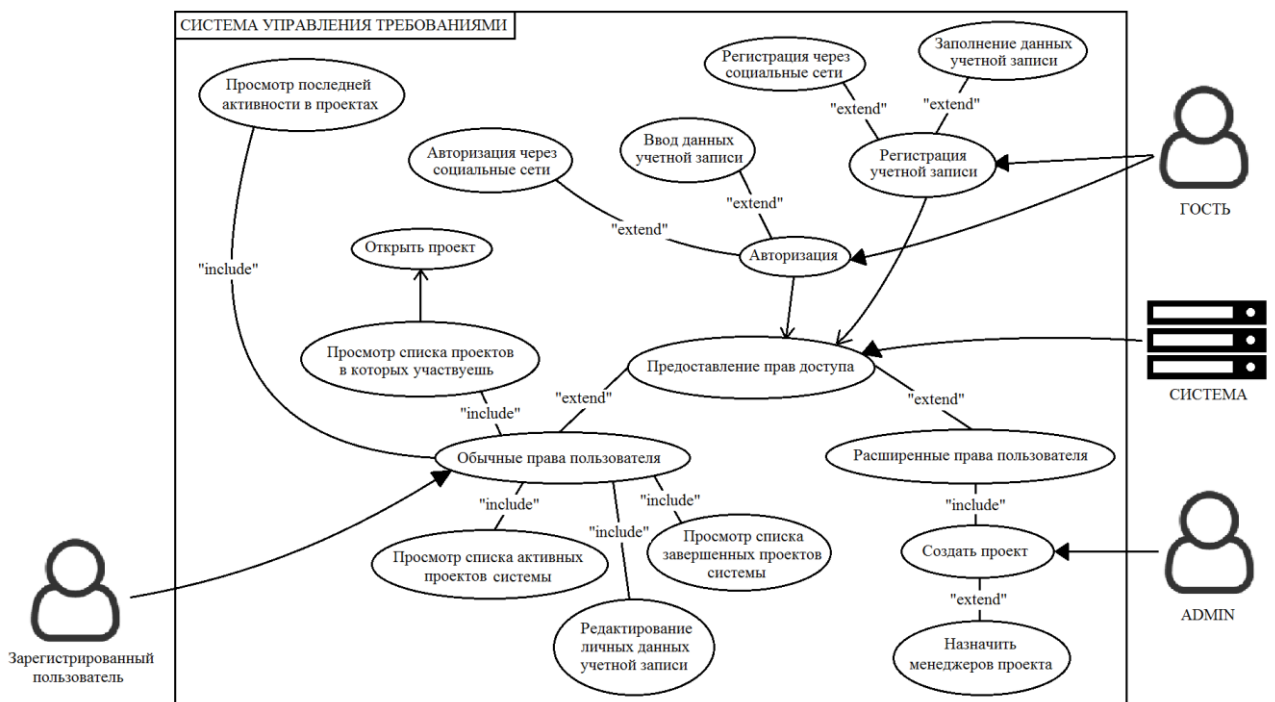 СИСТЕМА УПРАВЛЕНИЯ ТРЕБОВАНИЯМИ
Просмотр последней
активности в проектах
Регистрация через
социальные сети
Заполнение данных
учетной записи
"extend"
"extend"
Авторизация через
социальные сети
Ввод данных
учетной записи
Регистрация
учетной записи
ГОСТЬ
"extend"
"extend"
Открыть проект
Авторизация
"include"
Просмотр списка проектов
в которых участвуешь
Предоставление прав доступа
СИСТЕМА
"include"
"extend"
"extend"
Обычные права пользователя
Расширенные права пользователя
"include"
"include"
"include"
"include"
Просмотр списка активных
проектов системы
Просмотр списка
завершенных проектов
системы
Создать проект
ADMIN
"extend"
Редактирование
личных данных
учетной записи
Назначить
менеджеров проекта
Зарегистрированный
пользователь